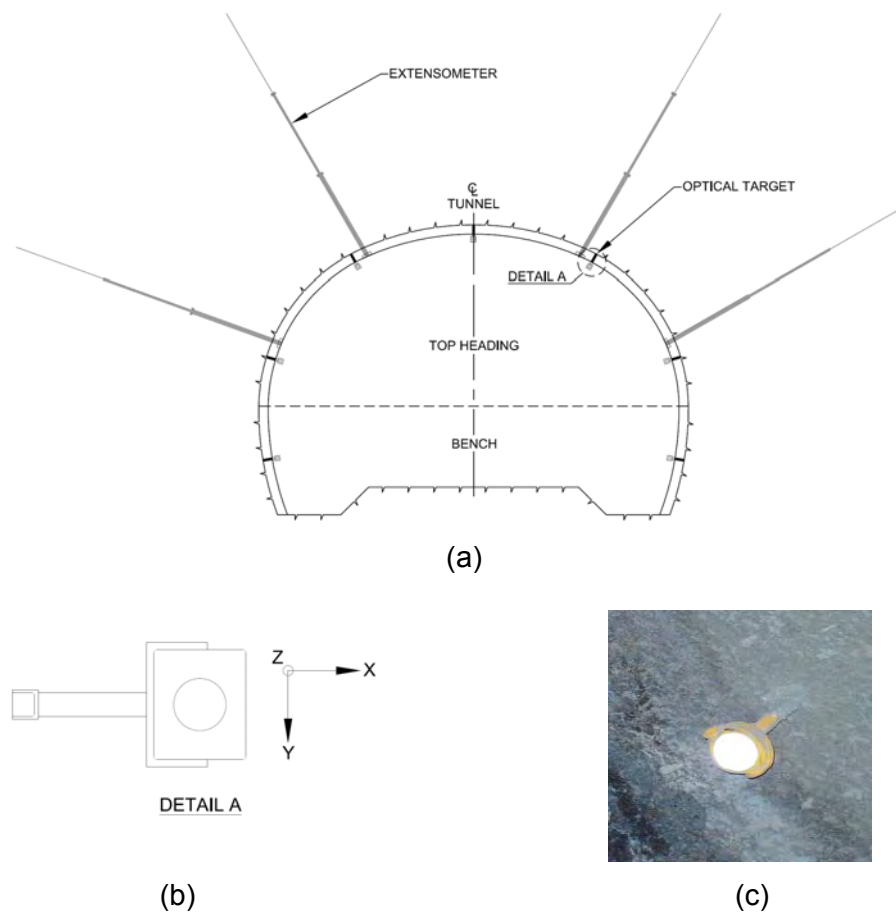 EXTENSOMETER
℄
TUNNEL
OPTICAL TARGET
DETAIL A
TOP HEADING
BENCH
(a)
Z
X
Y
DETAIL A
(b)
(c)